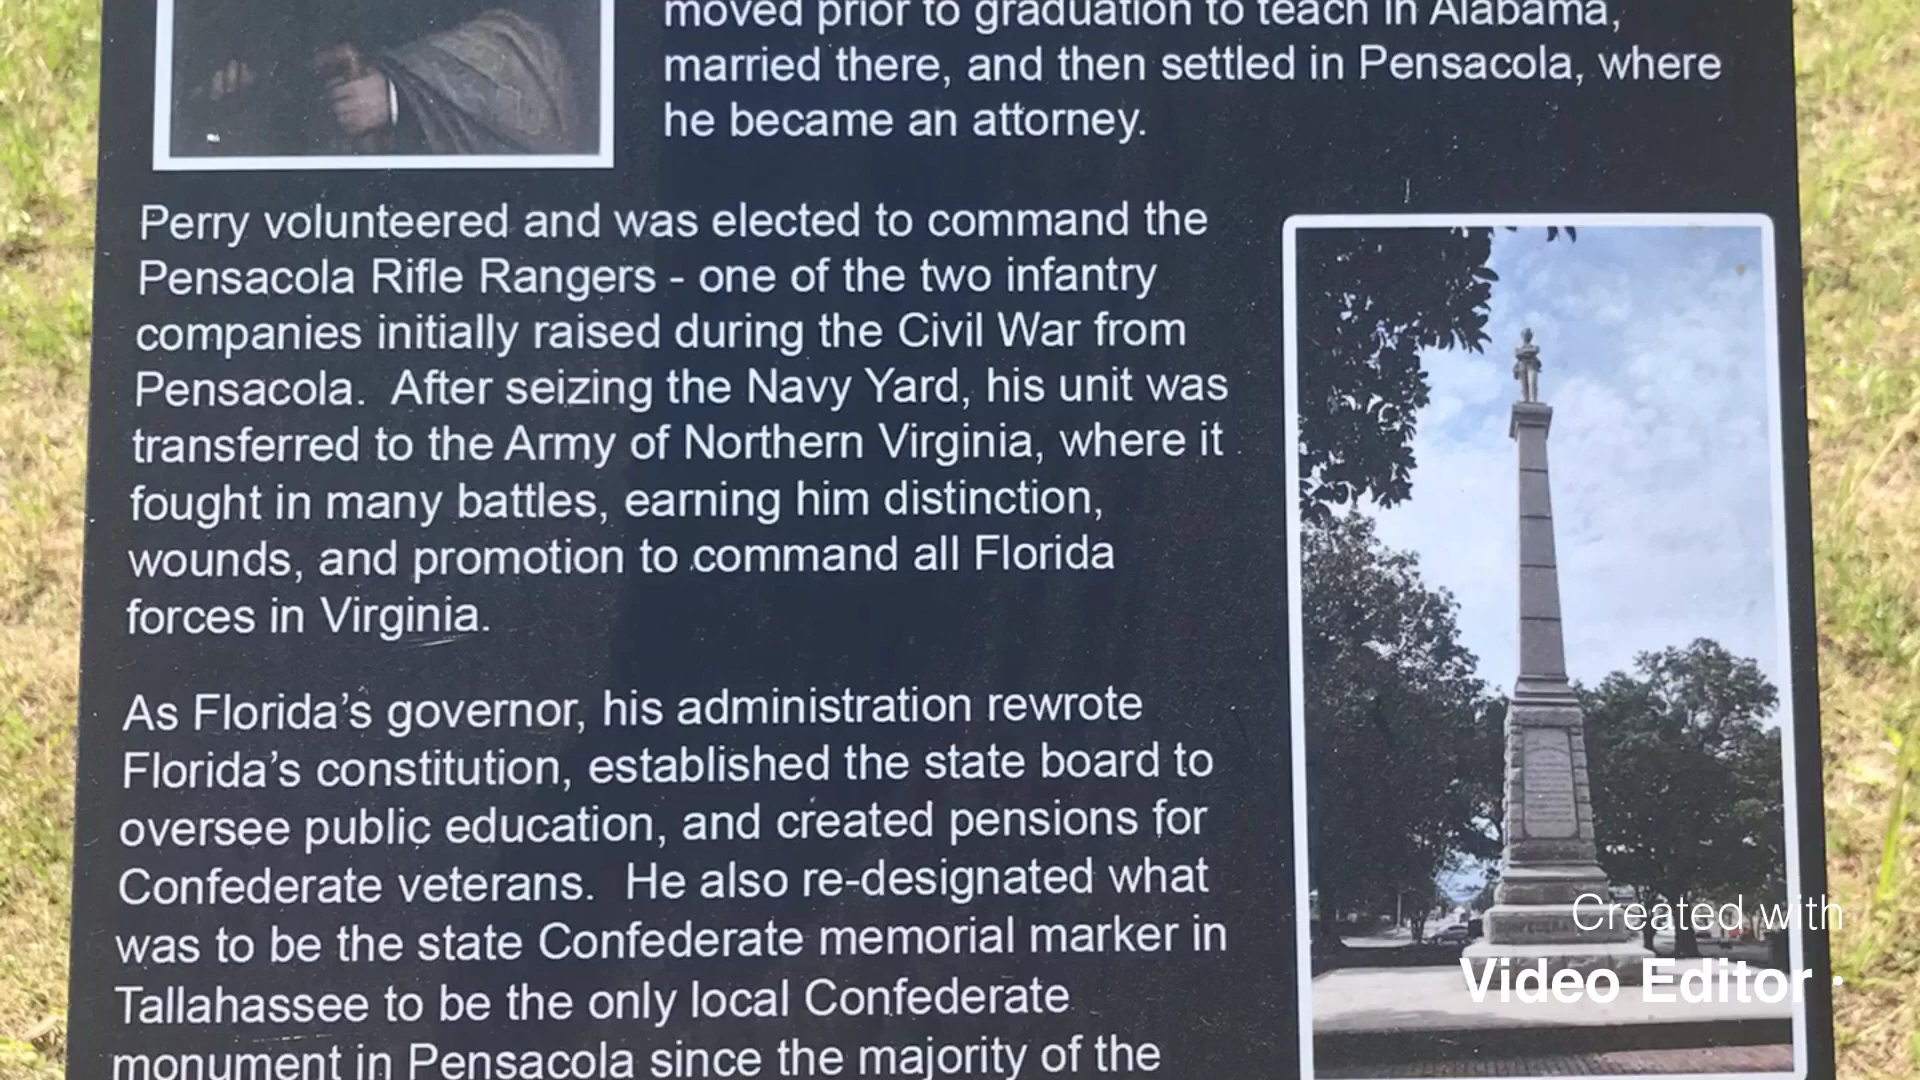 moved prior to graduation to teach in Alabama,
married there, and then settled in Pensacola, where
he became an attorney.
Perry volunteered and was elected to command the
Pensacola Rifle Rangers - one of the two infantry
companies initially raised during the Civil War from
Pensacola.  After seizing the Navy Yard, his unit was
transferred to the Army of Northern Virginia, where it
fought in many battles, earning him distinction,
wounds, and promotion to command all Florida
forces in Virginia.
As Florida’s governor, his administration rewrote
Florida’s constitution, established the state board to
oversee public education, and created pensions for
Confederate veterans.  He also re-designated what
was to be the state Confederate memorial marker in
Tallahassee to be the only local Confederate
monument in Pensacola since the majority of the
Created with
Video Editor ·